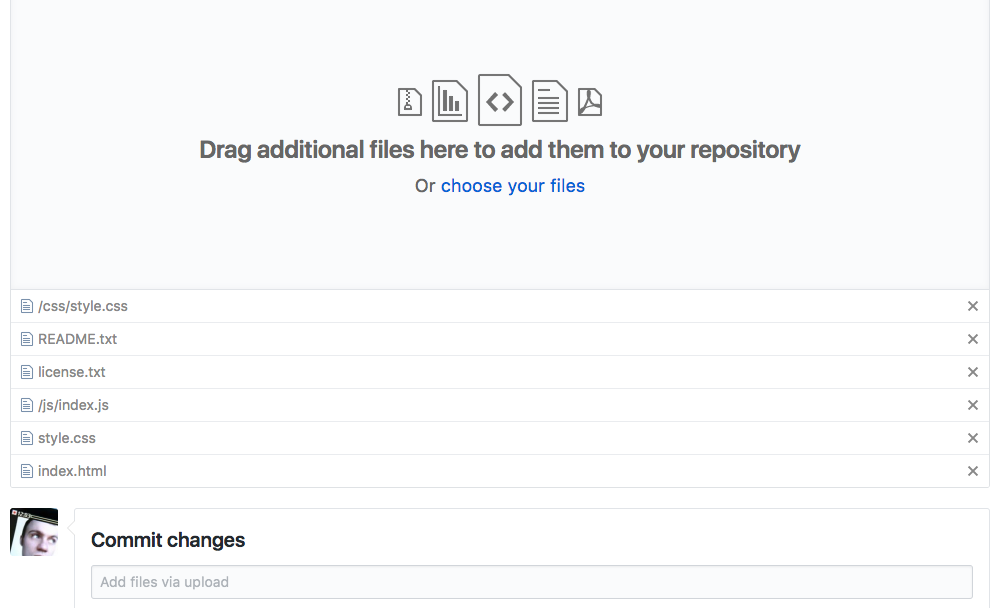 Drag additional files here to add them to your repository
Or choose your files
/css/style.css
README.txt
license.txt
/js/index.js
style.css
index.html
Commit changes
Add files via upload